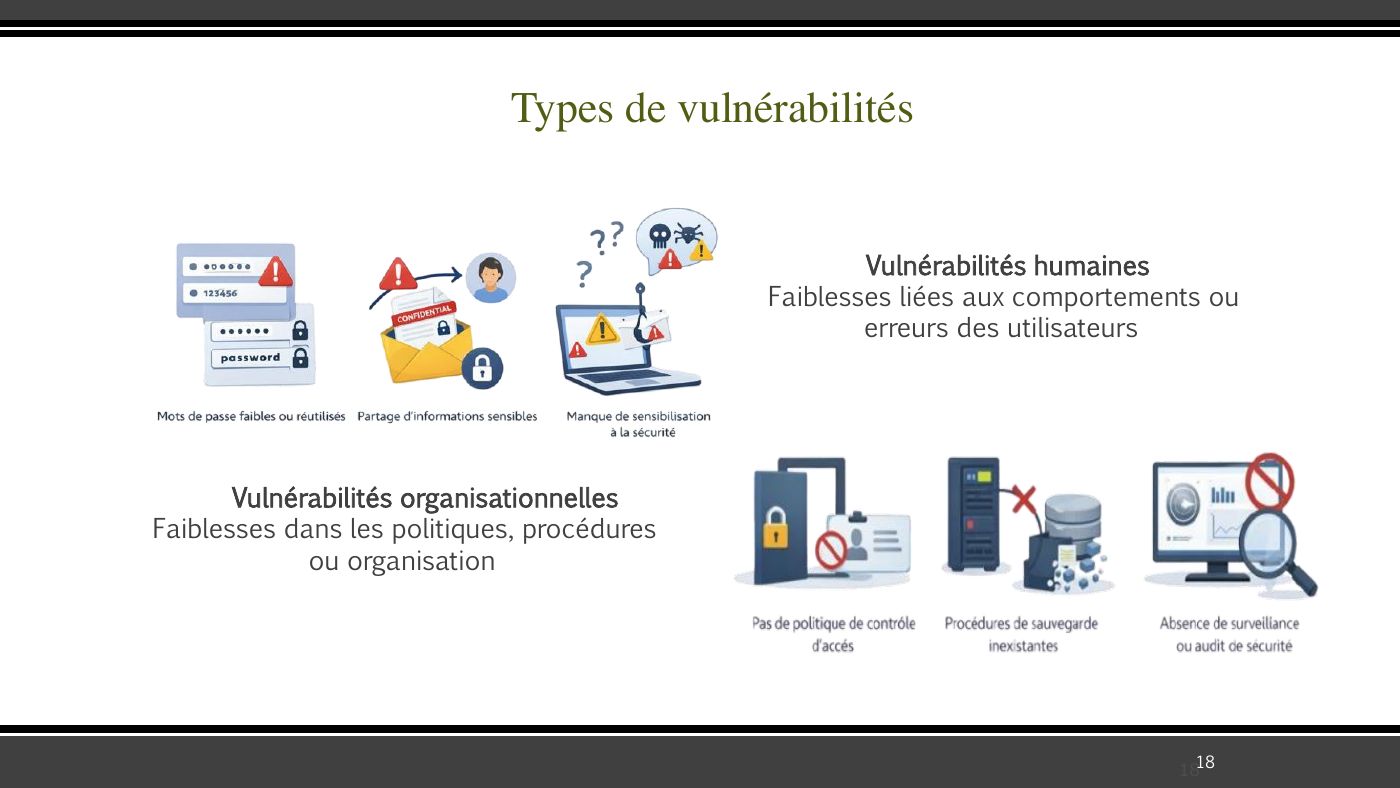 Types de vulnérabilités
123456
password
CONFIDENTIAL
? ? ?
Mots de passe faibles ou réutilisés
Partage d'informations sensibles
Manque de sensibilisation
à la sécurité
Vulnérabilités humaines
Faiblesses liées aux comportements ou
erreurs des utilisateurs
Vulnérabilités organisationnelles
Faiblesses dans les politiques, procédures
ou organisation
Pas de politique de contrôle
d'accés
Procédures de sauvegarde
inexistantes
Absence de surveillance
ou audit de sécurité
18
18